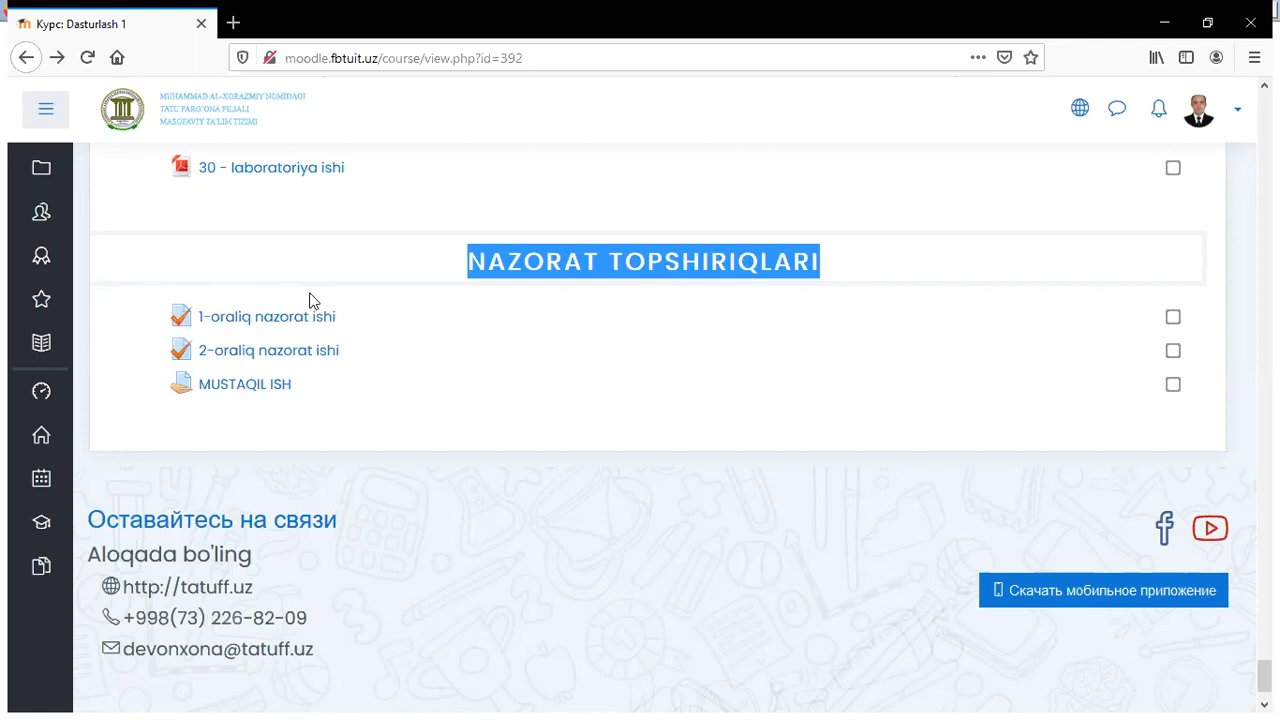 Курс: Dasturlash 1
moodle.fbtuit.uz/course/view.php?id=392
MUHAMMAD AL-XORAZMIY NOMIDAGI
TATU FARG'ONA FILIALI
MASOFAVIY TA'LIM TIZIMI
30 - laboratoriya ishi
NAZORAT TOPSHIRIQLARI
1-oraliq nazorat ishi
2-oraliq nazorat ishi
MUSTAQIL ISH
Оставайтесь на связи
Aloqada bo'ling
http://tatuff.uz
+998(73) 226-82-09
devonxona@tatuff.uz
Скачать мобильное приложение